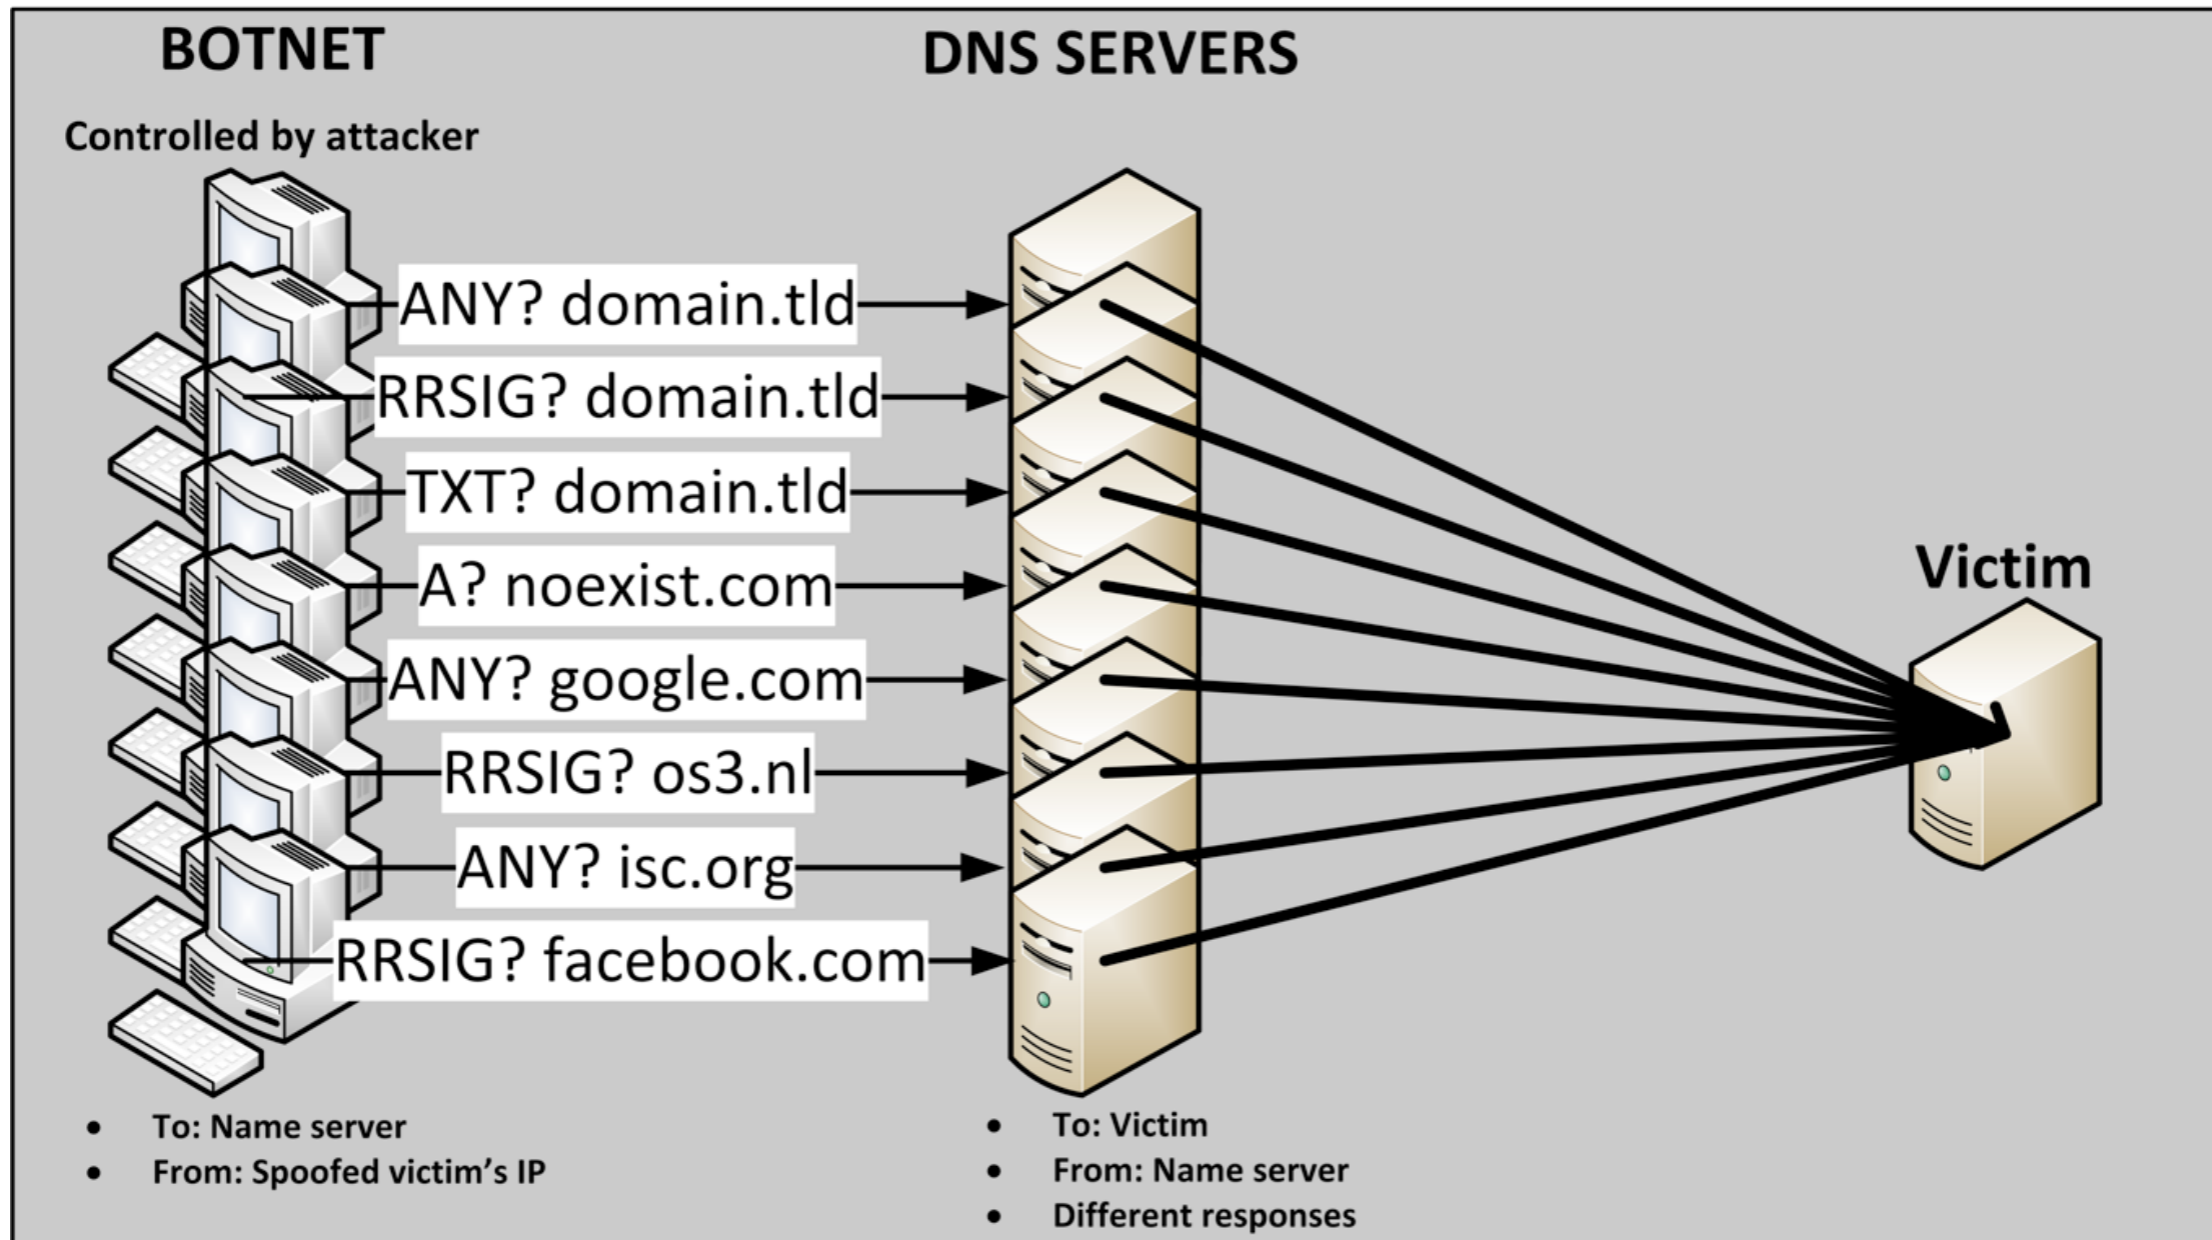 BOTNET
Controlled by attacker
DNS SERVERS
ANY? domain.tld
RRSIG? domain.tld
TXT? domain.tld
A? noexist.com
ANY? google.com
RRSIG? os3.nl
ANY? isc.org
RRSIG? facebook.com
Victim
• To: Name server
• From: Spoofed victim’s IP
• To: Victim
• From: Name server
• Different responses